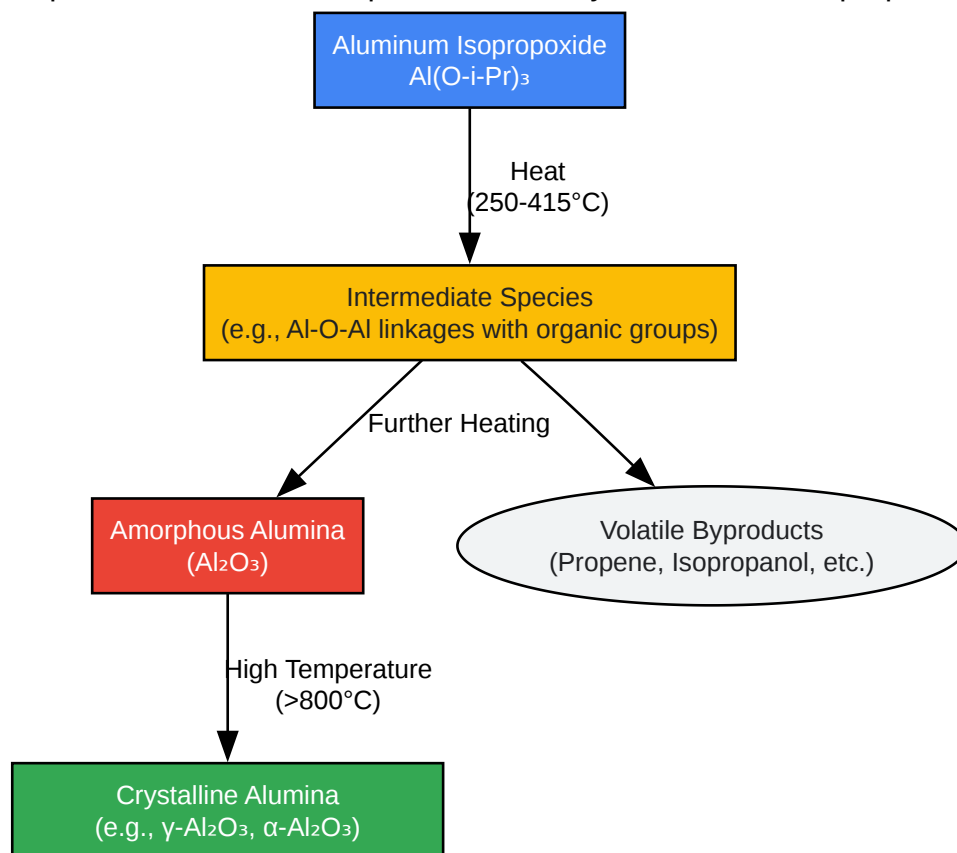 Aluminum Isopropoxide
Al(O-i-Pr)₃
Heat
(250-415°C)
Intermediate Species
(e.g., Al-O-Al linkages with organic groups)
Further Heating
Amorphous Alumina
(Al₂O₃)
Volatile Byproducts
(Propene, Isopropanol, etc.)
High Temperature
(>800°C)
Crystalline Alumina
(e.g., γ-Al₂O₃, α-Al₂O₃)